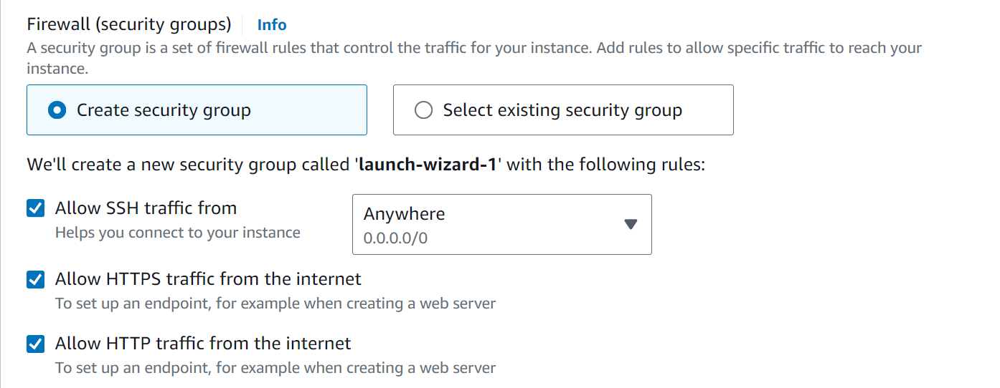 Firewall (security groups) Info
A security group is a set of firewall rules that control the traffic for your instance. Add rules to allow specific traffic to reach your
instance.
Create security group Select existing security group
We'll create a new security group called 'launch-wizard-1' with the following rules:
Allow SSH traffic from
Helps you connect to your instance
Anywhere
0.0.0.0/0
Allow HTTPS traffic from the internet
To set up an endpoint, for example when creating a web server
Allow HTTP traffic from the internet
To set up an endpoint, for example when creating a web server